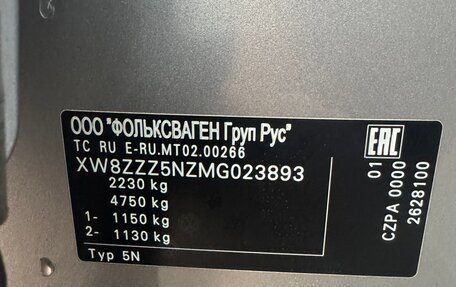 ООО "ФОЛЬКСВАГЕН Груп Рус"
TC RU E-RU.MT02.00266
XW8ZZZ5NZMG023893
2230 kg
4750 kg
1- 1150 kg
2- 1130 kg
Typ 5N
EAC
01
CZPA 0000
2628100